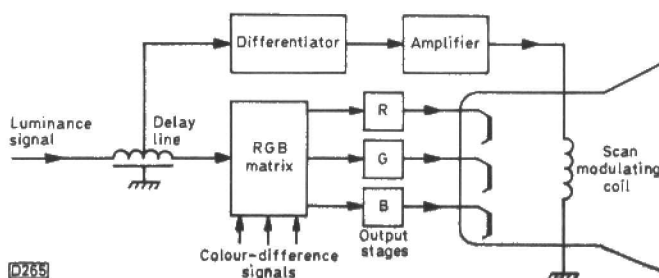 Differentiator
Amplifier
Luminance
signal
Delay
line
RGB
matrix
R
G
B
Output
stages
Scan
modulating
coil
Colour-difference
signals
D265